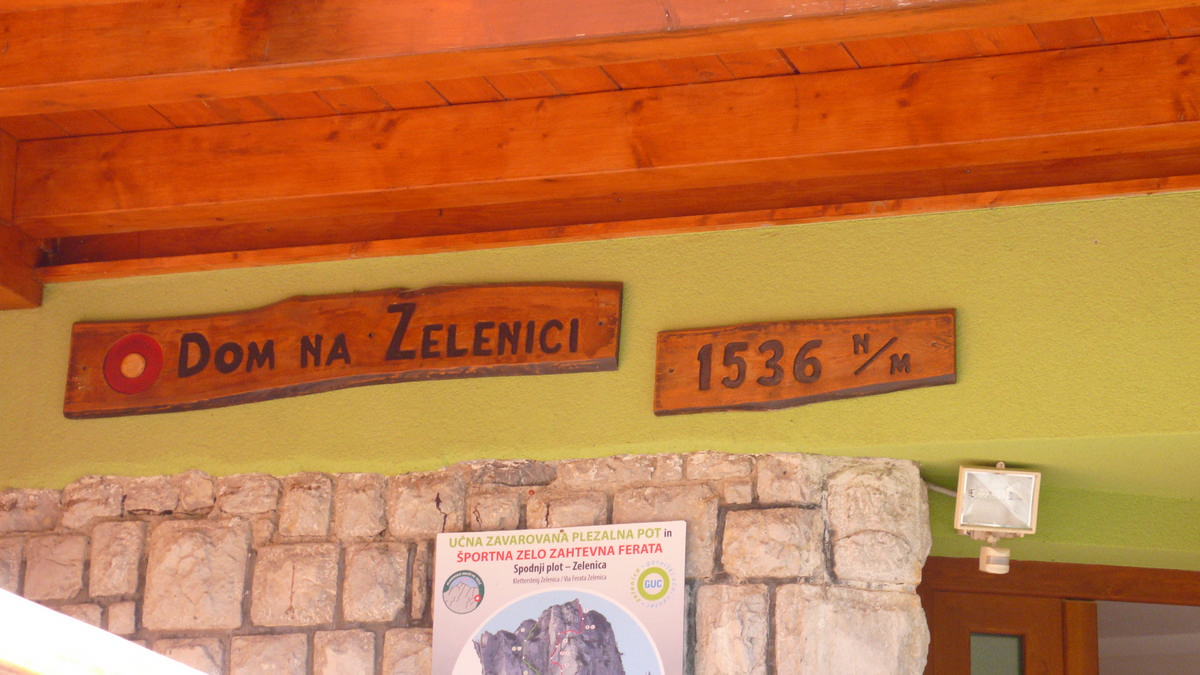 DOM NA ZELENICI
1536 N/M
UČNA ZAVAROVANA PLEZALNA POT in
ŠPORTNA ZELO ZAHTEVNA FERATA
Spodnji plot – Zelenica
Klettersteig Zelenica / Via Ferata Zelenica
GUC